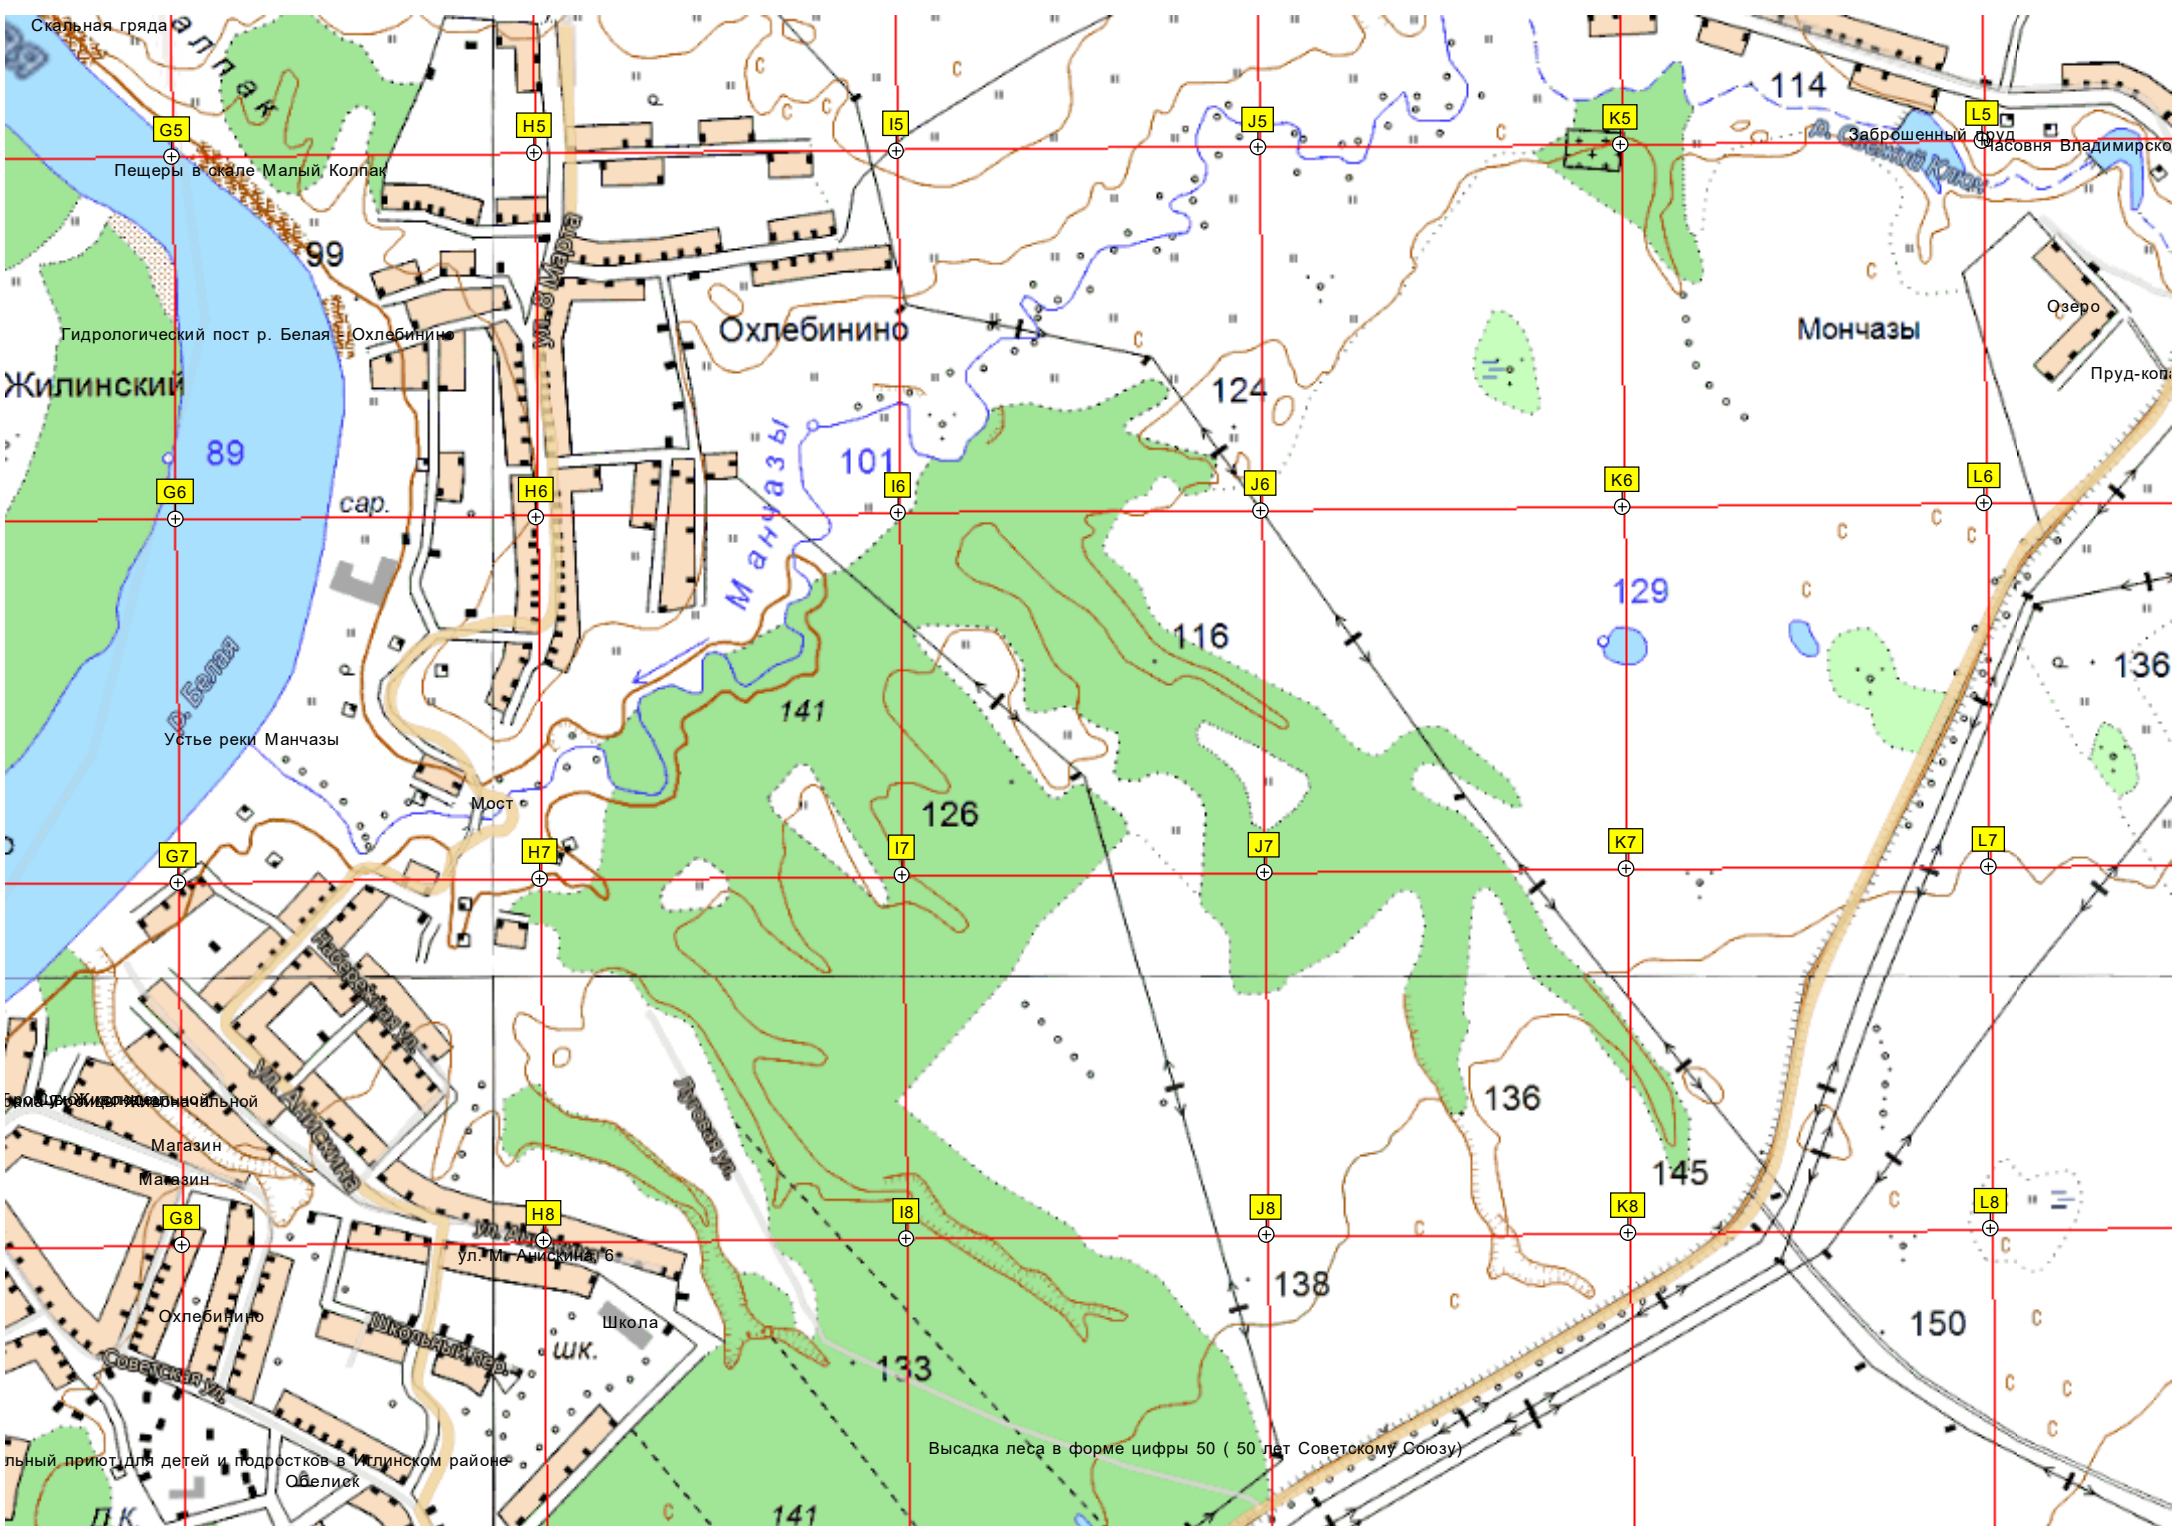 Скальная гряда
алпак
114
G5
H5
I5
J5
K5
L5
Заброшенный пруд
р. Свежий Ключ
Часовня Владимирско
Пещеры в скале Малый Колпак
99
ул. 8 Марта
Озеро
Гидрологический пост р. Белая - Охлебинино
Охлебинино
Мончазы
Пруд-копа
Жилинский
124
89
101
Манчазы
G6
H6
I6
J6
K6
L6
сар.
129
116
136
р. Белая
141
Устье реки Манчазы
Мост
126
G7
H7
I7
J7
K7
L7
Набережная ул.
ул. Анискина
Луговая ул.
136
Троицы Живоначальной
Магазин
145
Магазин
G8
H8
I8
J8
K8
L8
ул. М. Анискина, 6
138
Охлебинино
Школа
150
Школьный пер.
шк.
Советская ул.
133
Высадка леса в форме цифры 50 ( 50 лет Советскому Союзу)
льный приют для детей и подростков в Иглинском районе
Обелиск
П.К.
141